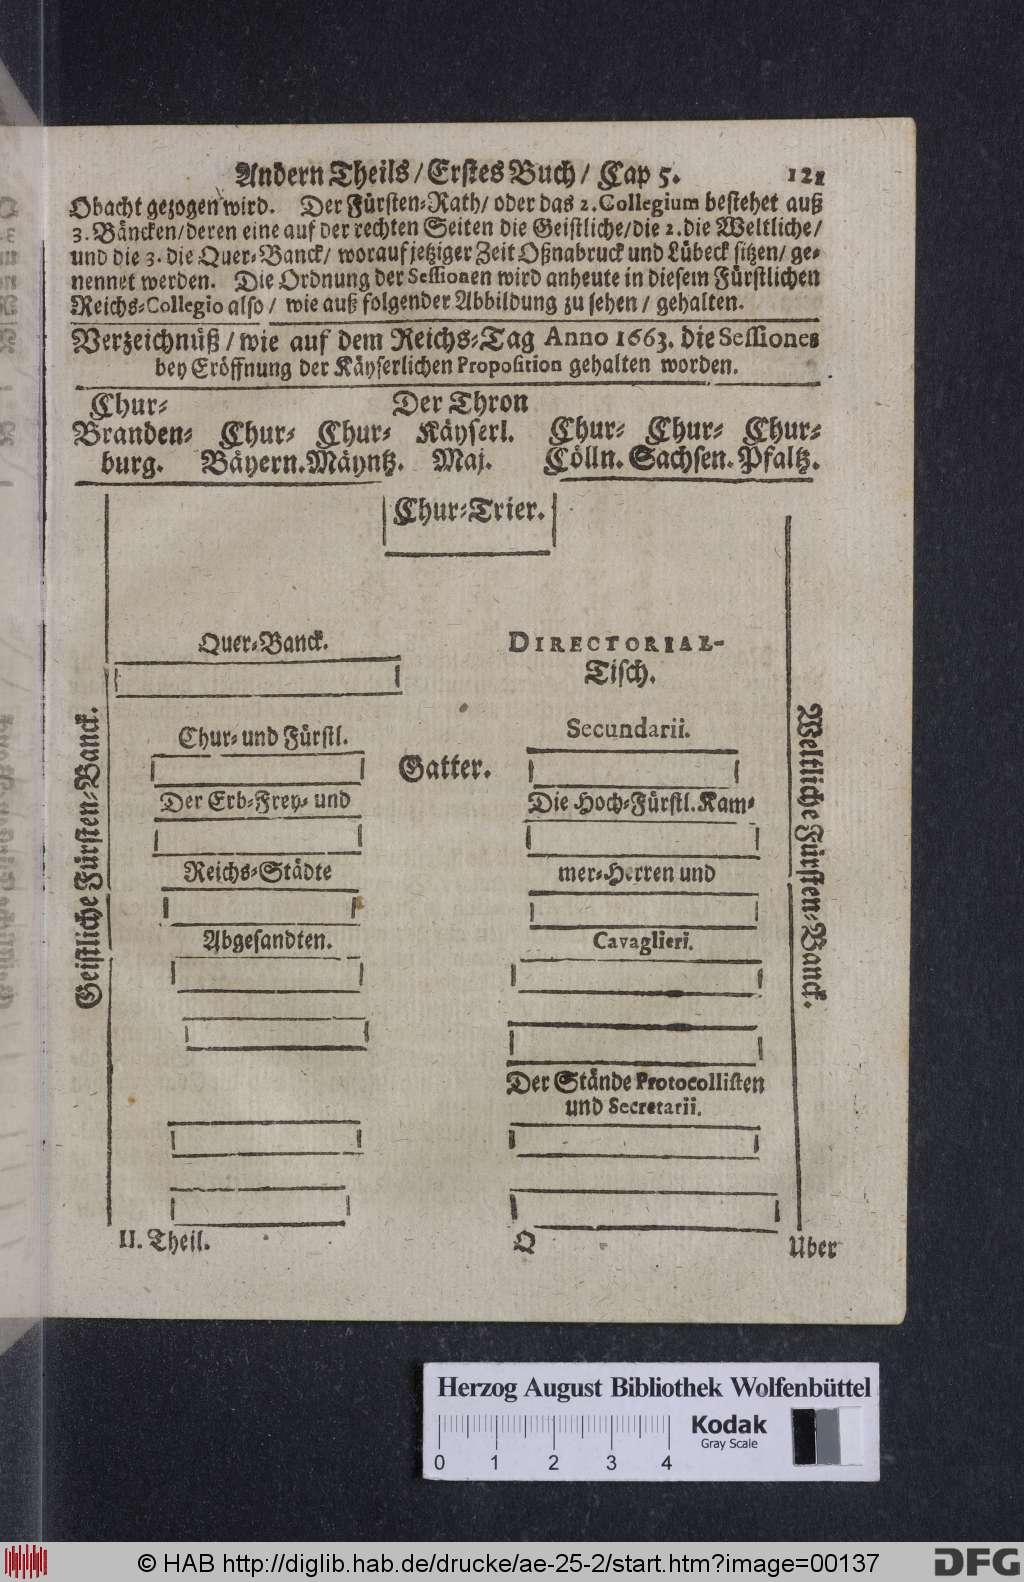 Andern Theils / Erstes Buch / Cap 5. 121
Obacht gezogen wird. Der Fürsten-Rath / oder das 2. Collegium bestehet auß
3. Bäncken / deren eine auf der rechten Seiten die Geistliche / die 2. die Weltliche /
und die 3. die Quer-Banck / worauf jetziger Zeit Oßnabruck und Lübeck sitzen / ge-
nennet werden. Die Ordnung der Sessionen wird anheute in diesem Fürstlichen
Reichs-Collegio also / wie auß folgender Abbildung zu sehen / gehalten.
Verzeichnüß / wie auf dem Reichs-Tag Anno 1663. die Sessiones
bey Eröffnung der Käyserlichen Proposition gehalten worden.
Chur-
Branden-
burg.
Chur-
Bäyern.
Chur-
Mäyntz.
Der Thron
Käyserl.
Maj.
Chur-
Cölln.
Chur-
Sachsen.
Chur-
Pfaltz.
Chur-Trier.
Geistliche Fürsten-Banck.
Quer-Banck.
Chur- und Fürstl.
Der Erb-Frey- und
Reichs-Städte
Abgesandten.
Gatter.
DIRECTORIAL-
Tisch.
Secundarii.
Die Hoch-Fürstl. Kam-
mer-Herren und
Cavaglieri.
Der Stände Protocollisten
und Secretarii.
Weltliche Fürsten-Banck.
II. Theil. Q Uber
Herzog August Bibliothek Wolfenbüttel
0 1 2 3 4
Kodak
Gray Scale
© HAB http://diglib.hab.de/drucke/ae-25-2/start.htm?image=00137
DFG